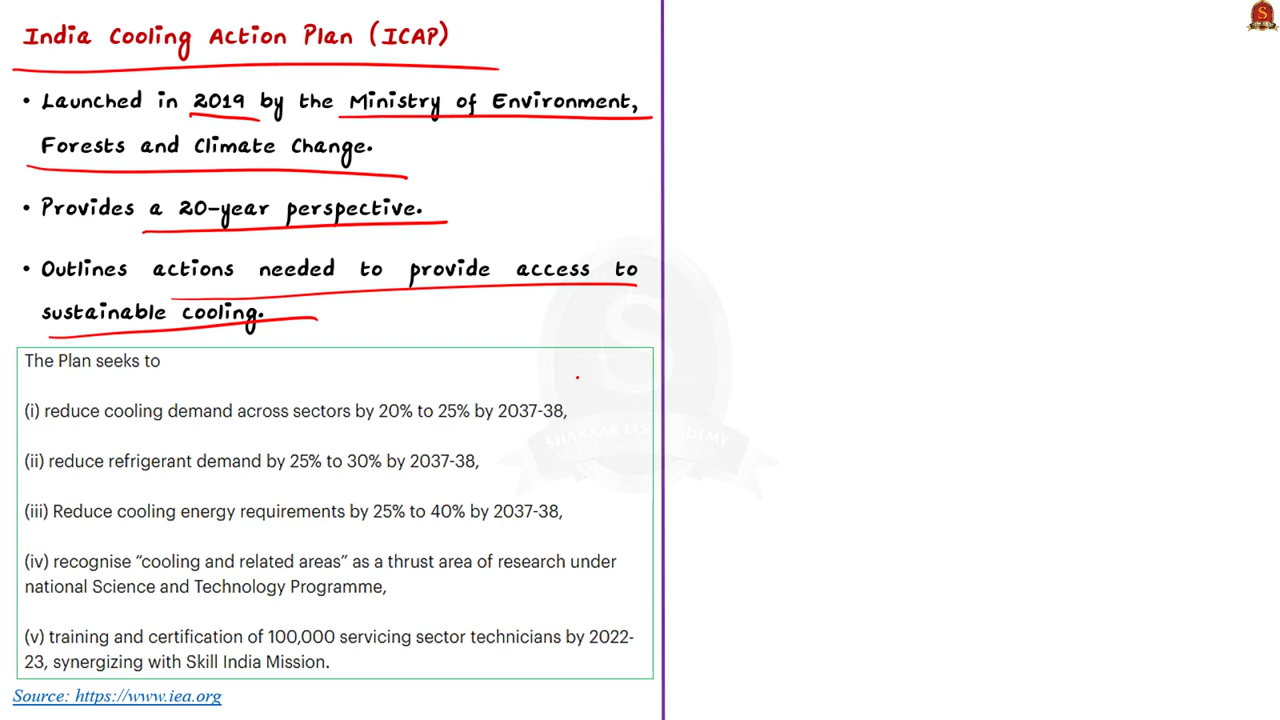 India Cooling Action Plan (ICAP)
• Launched in 2019 by the Ministry of Environment,
Forests and Climate Change.
• Provides a 20-year perspective.
• Outlines actions needed to provide access to
sustainable cooling.
The Plan seeks to
(i) reduce cooling demand across sectors by 20% to 25% by 2037-38,
(ii) reduce refrigerant demand by 25% to 30% by 2037-38,
(iii) Reduce cooling energy requirements by 25% to 40% by 2037-38,
(iv) recognise “cooling and related areas” as a thrust area of research under
national Science and Technology Programme,
(v) training and certification of 100,000 servicing sector technicians by 2022-
23, synergizing with Skill India Mission.
Source: https://www.iea.org
SHANKAR IAS ACADEMY